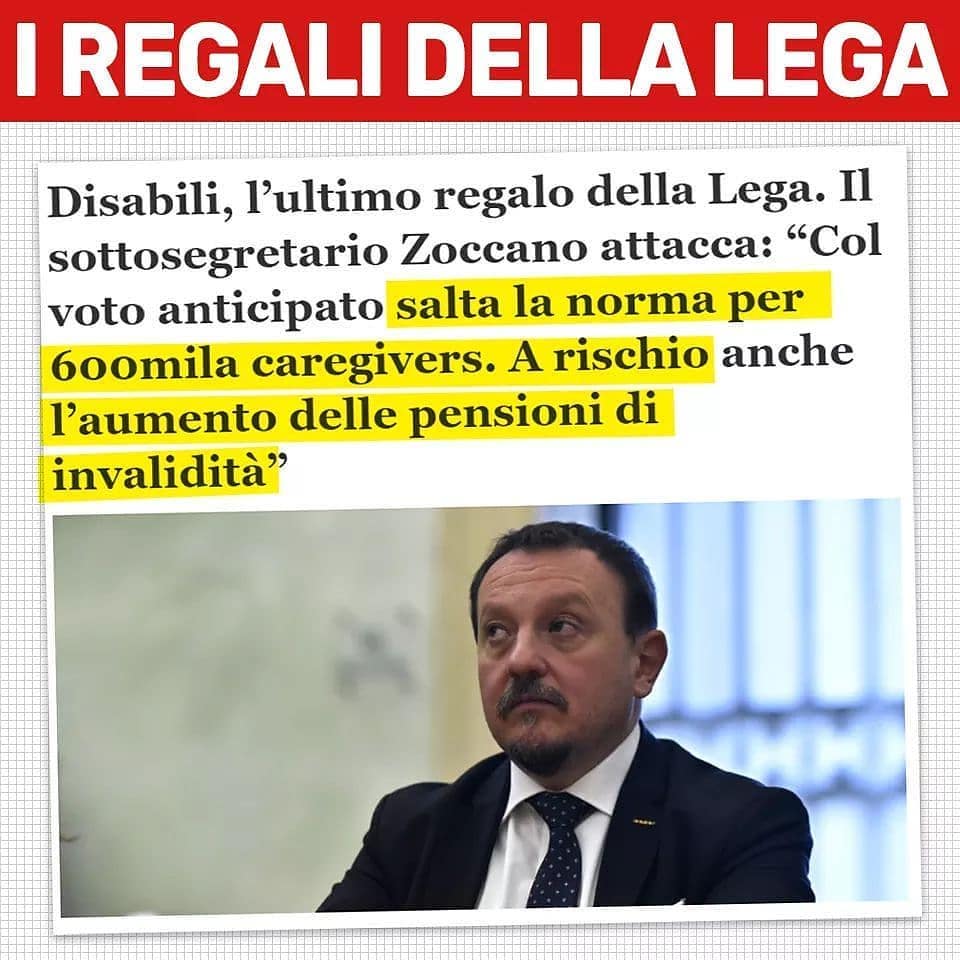 I REGALI DELLA LEGA
Disabili, l’ultimo regalo della Lega. Il
sottosegretario Zoccano attacca: “Col
voto anticipato salta la norma per
600mila caregivers. A rischio anche
l’aumento delle pensioni di
invalidità”